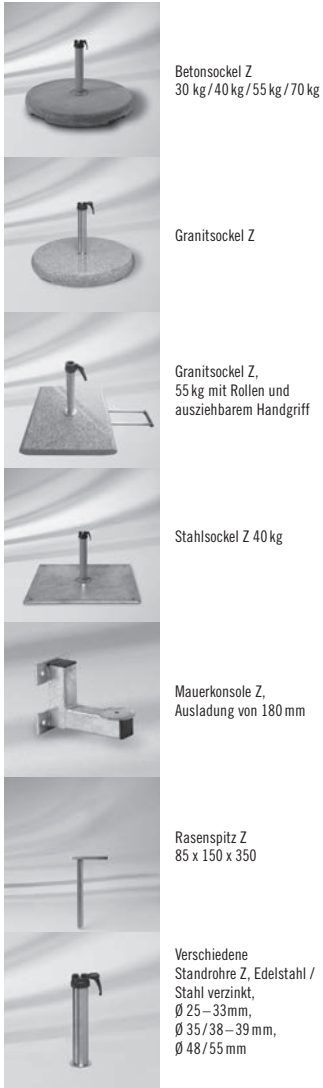 Betonsockel Z
30 kg / 40 kg / 55 kg / 70 kg
Granitsockel Z
Granitsockel Z,
55 kg mit Rollen und
ausziehbarem Handgriff
Stahlsockel Z 40 kg
Mauerkonsole Z,
Ausladung von 180 mm
Rasenspitz Z
85 x 150 x 350
Verschiedene
Standrohre Z, Edelstahl /
Stahl verzinkt,
Ø 25 – 33mm,
Ø 35 / 38 – 39 mm,
Ø 48 / 55 mm